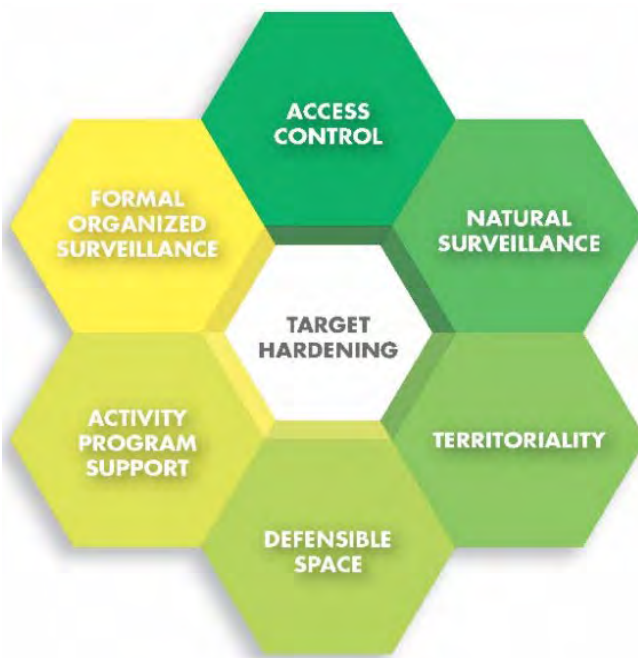 ACCESS
CONTROL
NATURAL
SURVEILLANCE
TERRITORIALITY
DEFENSIBLE
SPACE
ACTIVITY
PROGRAM
SUPPORT
FORMAL
ORGANIZED
SURVEILLANCE
TARGET
HARDENING